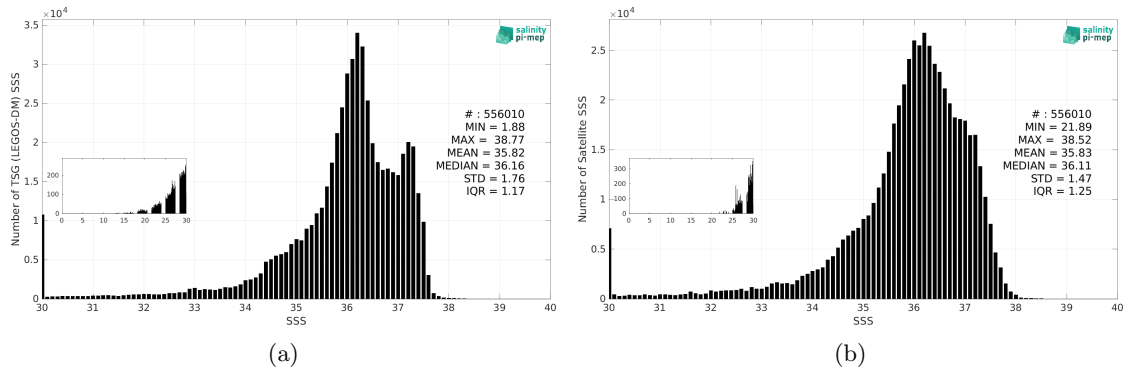 ×10⁴
3.5
3
2.5
2
1.5
1
0.5
0
Number of TSG (LEGOS-DM) SSS
30 31 32 33 34 35 36 37 38 39 40
SSS
salinity
pi-mep
# : 556010
MIN = 1.88
MAX = 38.77
MEAN = 35.82
MEDIAN = 36.16
STD = 1.76
IQR = 1.17
200
100
0
0 5 10 15 20 25 30
(a)
×10⁴
2.5
2
1.5
1
0.5
0
Number of Satellite SSS
30 31 32 33 34 35 36 37 38 39 40
SSS
salinity
pi-mep
# : 556010
MIN = 21.89
MAX = 38.52
MEAN = 35.83
MEDIAN = 36.11
STD = 1.47
IQR = 1.25
300
200
100
0
0 5 10 15 20 25 30
(b)